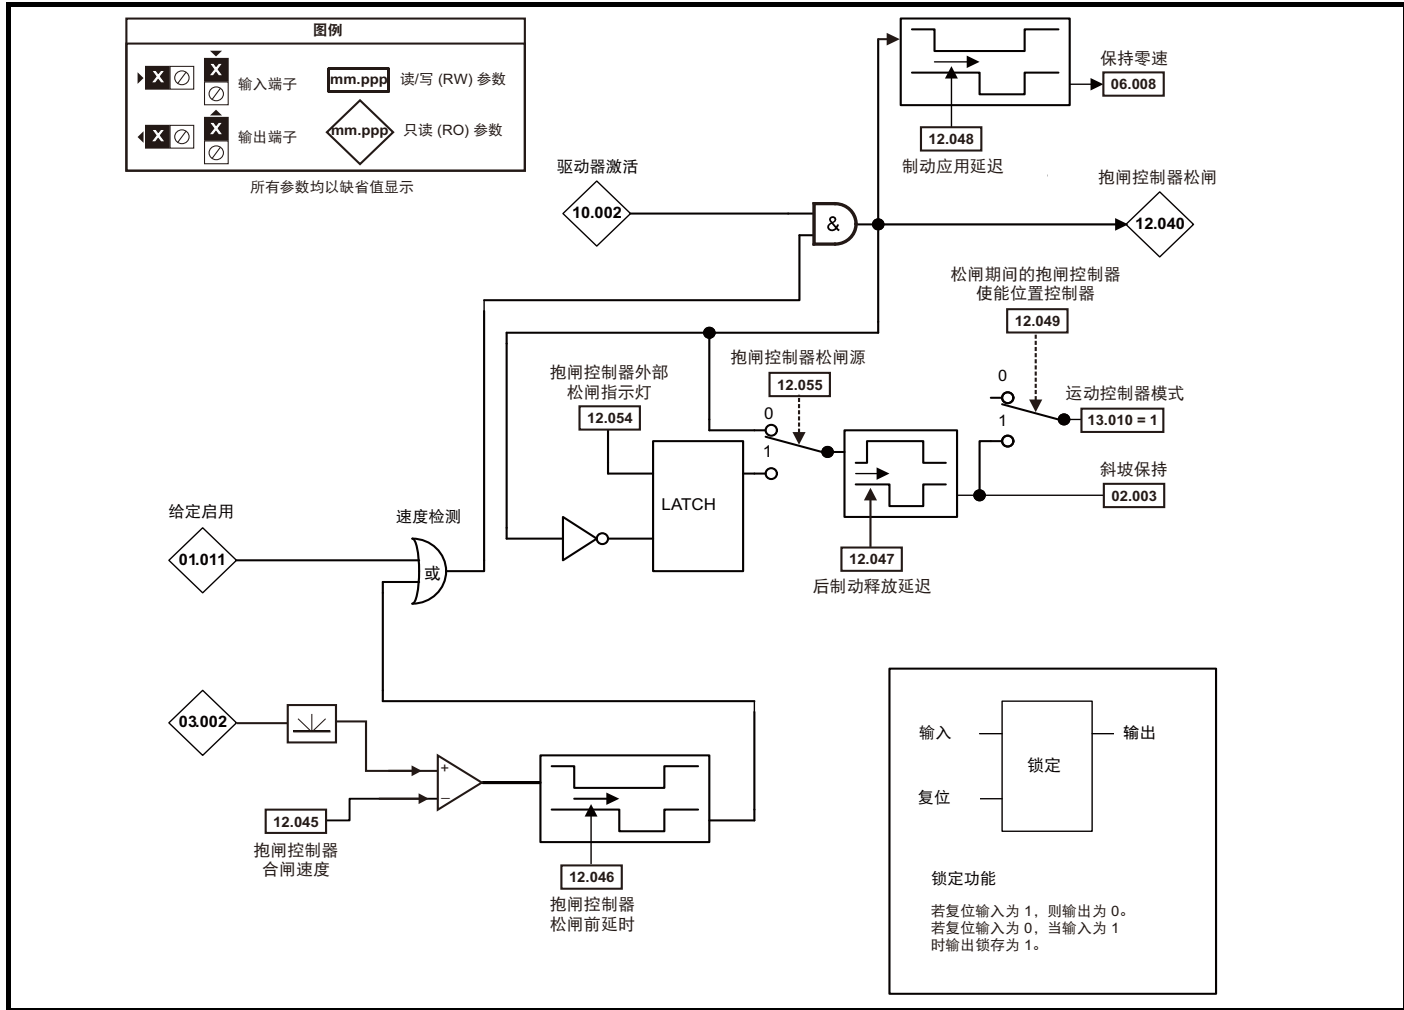 图例
X
X
输入端子
mm.ppp
读/写 (RW) 参数
X
X
输出端子
mm.ppp
只读 (RO) 参数
所有参数均以缺省值显示
保持零速
06.008
12.048
制动应用延迟
驱动器激活
10.002
&
抱闸控制器松闸
12.040
松闸期间的抱闸控制器
使能位置控制器
12.049
抱闸控制器松闸源
12.055
抱闸控制器外部
松闸指示灯
12.054
0
1
0
1
运动控制器模式
13.010 = 1
斜坡保持
02.003
LATCH
12.047
后制动释放延迟
给定启用
01.011
速度检测
或
03.002
+
−
12.045
抱闸控制器
合闸速度
12.046
抱闸控制器
松闸前延时
输入
输出
锁定
复位
锁定功能
若复位输入为 1，则输出为 0。
若复位输入为 0，当输入为 1
时输出锁存为 1。